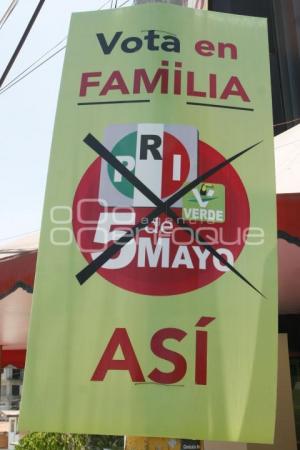 Vota en
FAMILIA
PRI
VERDE
5 de
MAYO
ASÍ